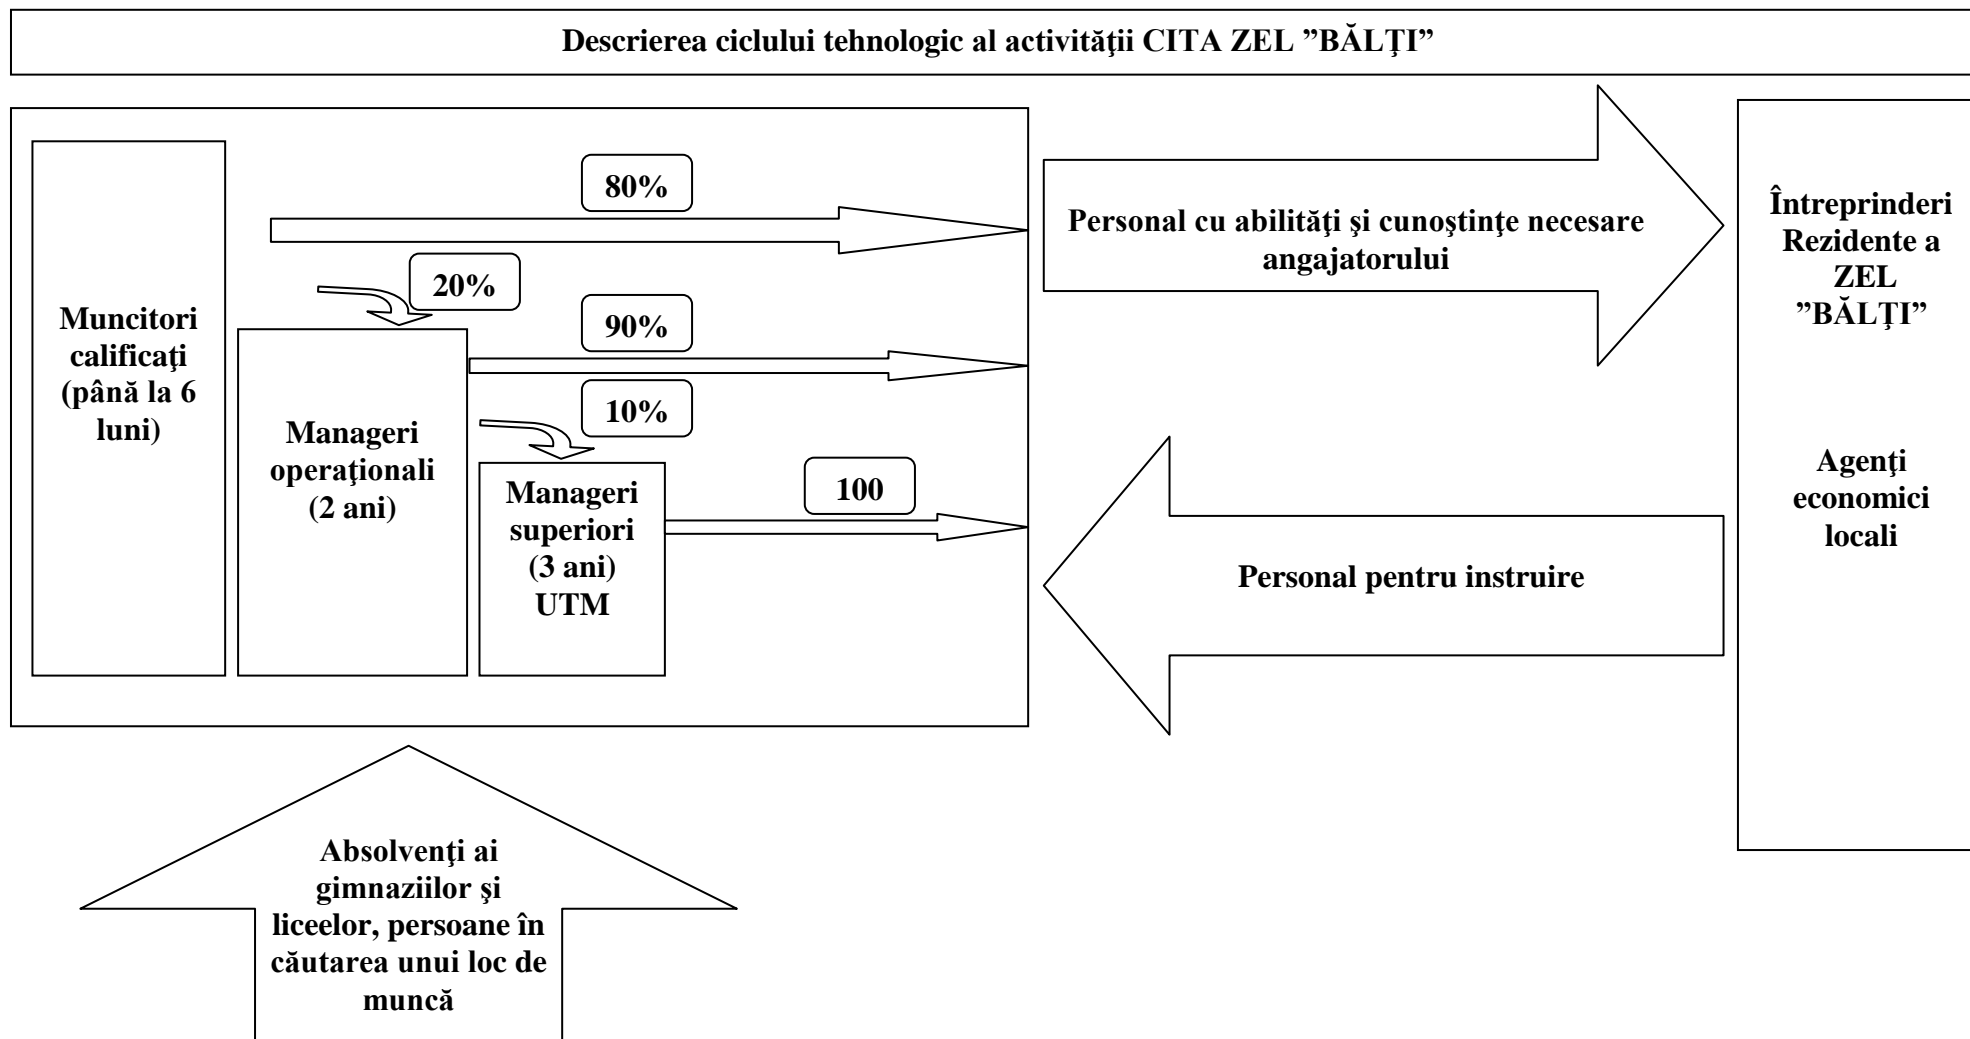 Descrierea ciclului tehnologic al activităţii CITA ZEL ”BĂLŢI”
Muncitori
calificaţi
(până la 6
luni)
80%
20%
Manageri
operaţionali
(2 ani)
90%
10%
Manageri
superiori
(3 ani)
UTM
100
Personal cu abilităţi şi cunoştinţe necesare
angajatorului
Personal pentru instruire
Întreprinderi
Rezidente a
ZEL
”BĂLŢI”
Agenţi
economici
locali
Absolvenţi ai
gimnaziilor şi
liceelor, persoane în
căutarea unui loc de
muncă